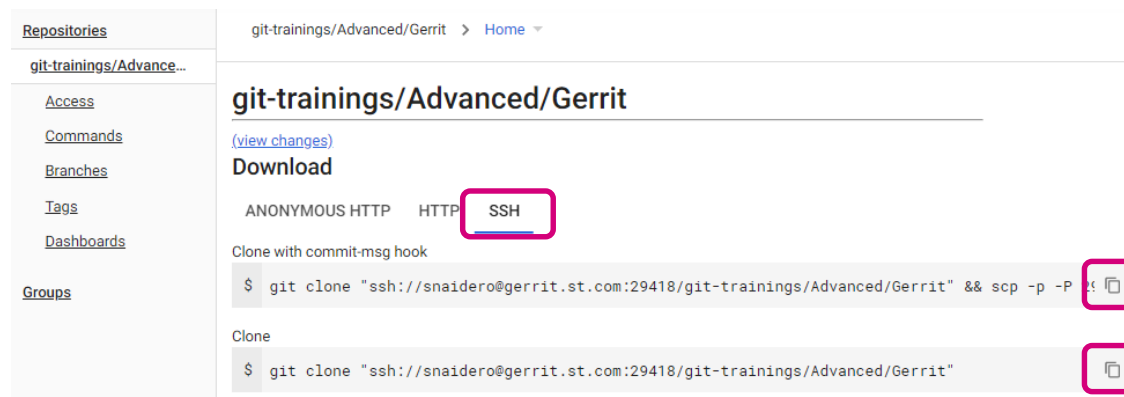 Repositories
git-trainings/Advance...
Access
Commands
Branches
Tags
Dashboards
Groups
git-trainings/Advanced/Gerrit > Home
git-trainings/Advanced/Gerrit
(view changes)
Download
ANONYMOUS HTTP HTTP SSH
Clone with commit-msg hook
$ git clone "ssh://snaidero@gerrit.st.com:29418/git-trainings/Advanced/Gerrit" && scp -p -P
Clone
$ git clone "ssh://snaidero@gerrit.st.com:29418/git-trainings/Advanced/Gerrit"